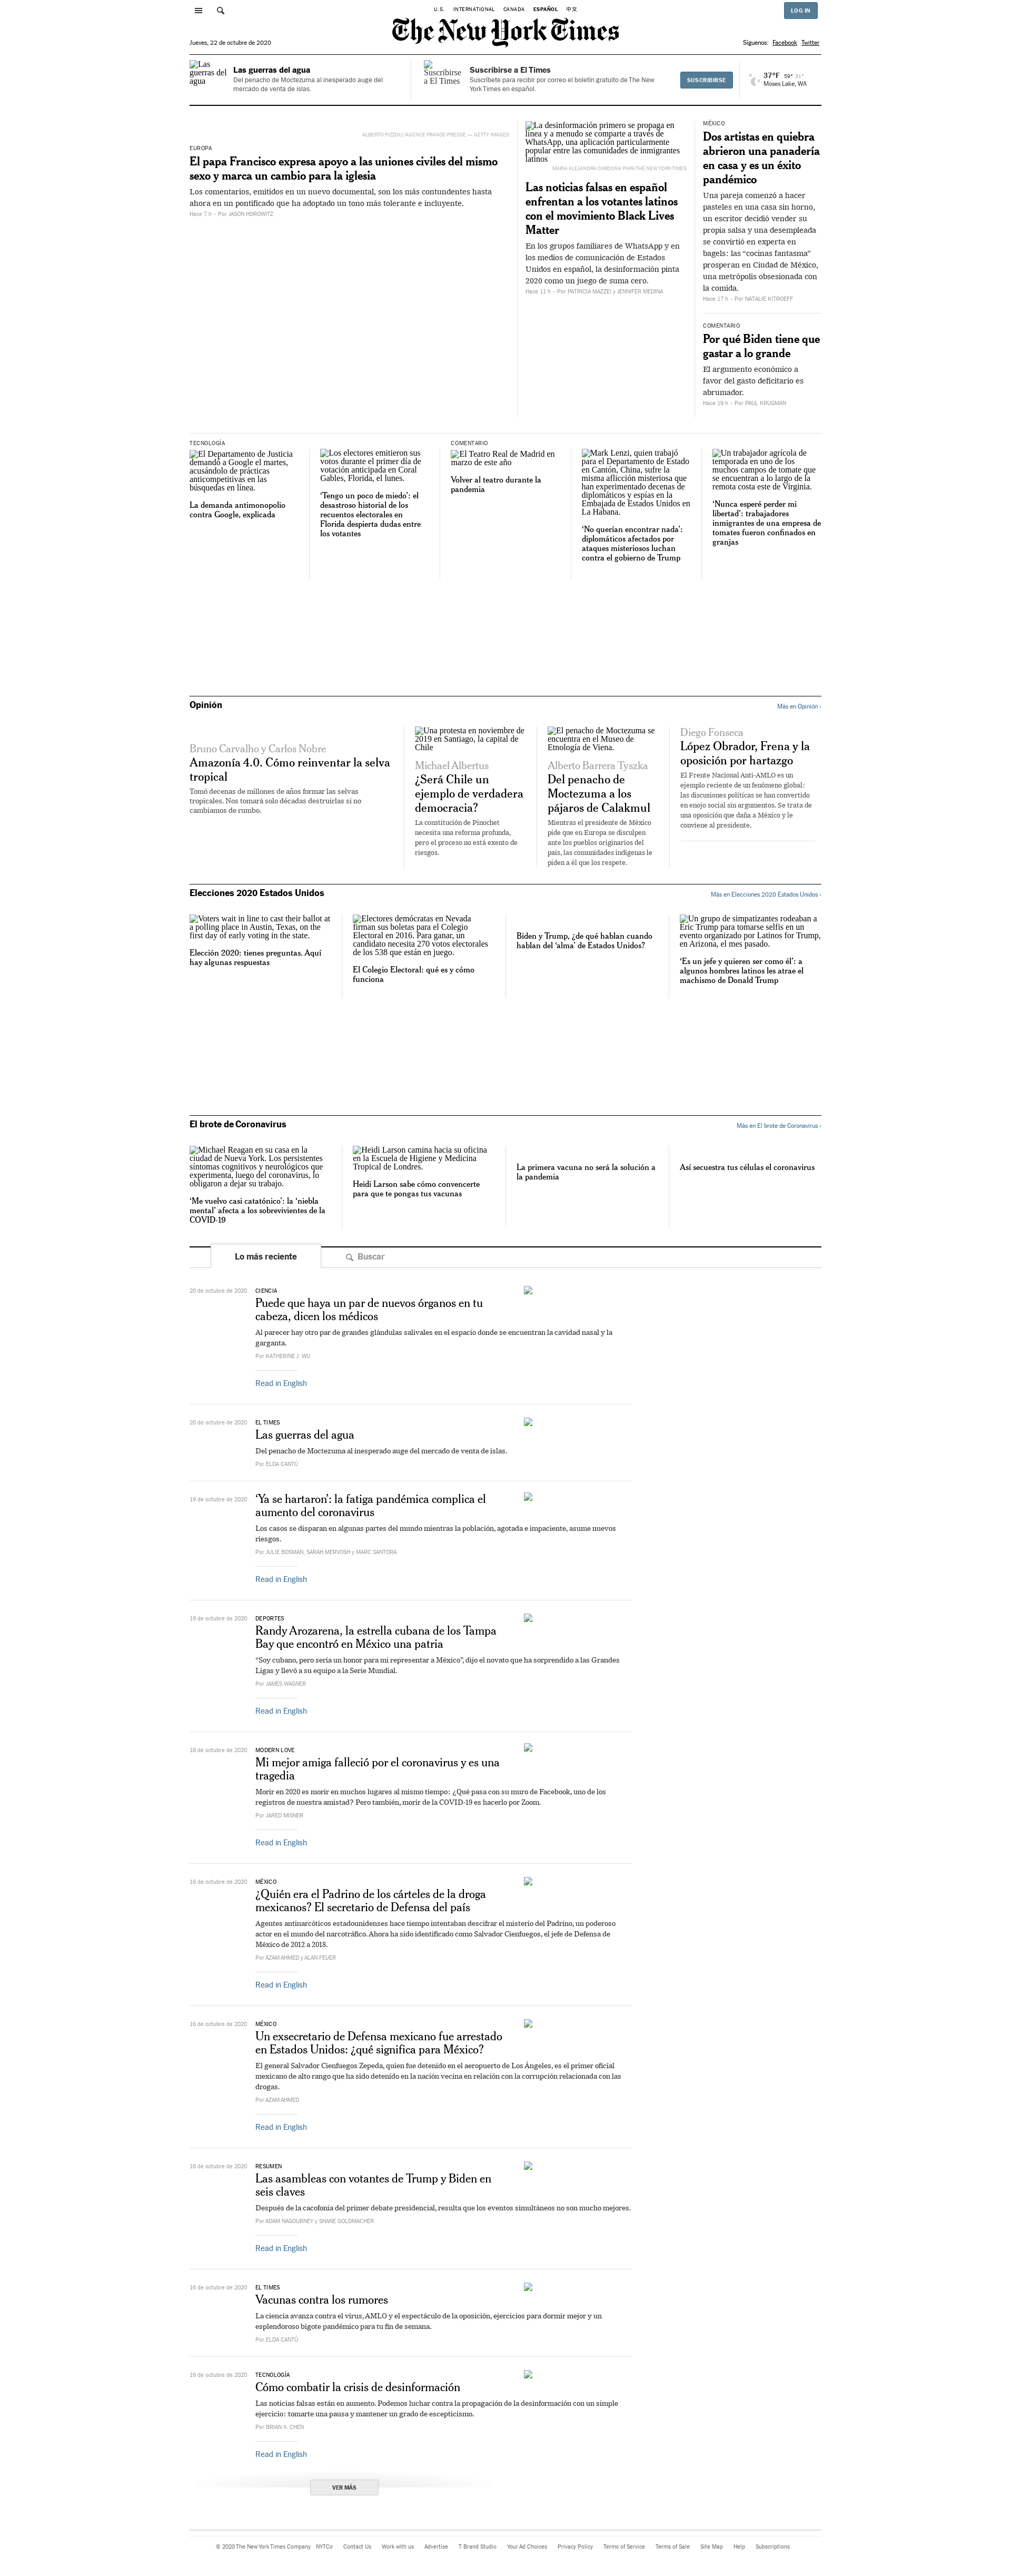 U.S. INTERNATIONAL CANADA ESPAÑOL 中文
LOG IN
The New York Times
Jueves, 22 de octubre de 2020
Síguenos: Facebook Twitter
Las guerras del agua
Las guerras del agua
Del penacho de Moctezuma al inesperado auge del
mercado de venta de islas.
Suscribirse a El Times
Suscribirse a El Times
Suscríbete para recibir por correo el boletín gratuito de The New
York Times en español.
SUSCRIBIRSE
37°F 59° 31°
Moses Lake, WA
ALBERTO PIZZOLI/AGENCE FRANCE-PRESSE — GETTY IMAGES
EUROPA
El papa Francisco expresa apoyo a las uniones civiles del mismo
sexo y marca un cambio para la iglesia
Los comentarios, emitidos en un nuevo documental, son los más contundentes hasta
ahora en un pontificado que ha adoptado un tono más tolerante e incluyente.
Hace 7 h – Por JASON HOROWITZ
La desinformación primero se propaga en
línea y a menudo se comparte a través de
WhatsApp, una aplicación particularmente
popular entre las comunidades de inmigrantes
latinos
MARIA ALEJANDRA CARDONA PARA THE NEW YORK TIMES
Las noticias falsas en español
enfrentan a los votantes latinos
con el movimiento Black Lives
Matter
En los grupos familiares de WhatsApp y en
los medios de comunicación de Estados
Unidos en español, la desinformación pinta
2020 como un juego de suma cero.
Hace 11 h – Por PATRICIA MAZZEI y JENNIFER MEDINA
MÉXICO
Dos artistas en quiebra
abrieron una panadería
en casa y es un éxito
pandémico
Una pareja comenzó a hacer
pasteles en una casa sin horno,
un escritor decidió vender su
propia salsa y una desempleada
se convirtió en experta en
bagels: las “cocinas fantasma”
prosperan en Ciudad de México,
una metrópolis obsesionada con
la comida.
Hace 17 h – Por NATALIE KITROEFF
COMENTARIO
Por qué Biden tiene que
gastar a lo grande
El argumento económico a
favor del gasto deficitario es
abrumador.
Hace 19 h – Por PAUL KRUGMAN
TECNOLOGÍA
El Departamento de Justicia
demandó a Google el martes,
acusándolo de prácticas
anticompetitivas en las
búsquedas en línea.
La demanda antimonopolio
contra Google, explicada
Los electores emitieron sus
votos durante el primer día de
votación anticipada en Coral
Gables, Florida, el lunes.
‘Tengo un poco de miedo’: el
desastroso historial de los
recuentos electorales en
Florida despierta dudas entre
los votantes
COMENTARIO
El Teatro Real de Madrid en
marzo de este año
Volver al teatro durante la
pandemia
Mark Lenzi, quien trabajó
para el Departamento de Estado
en Cantón, China, sufre la
misma aflicción misteriosa que
han experimentado decenas de
diplomáticos y espías en la
Embajada de Estados Unidos en
La Habana.
‘No querían encontrar nada’:
diplomáticos afectados por
ataques misteriosos luchan
contra el gobierno de Trump
Un trabajador agrícola de
temporada en uno de los
muchos campos de tomate que
se encuentran a lo largo de la
remota costa este de Virginia.
‘Nunca esperé perder mi
libertad’: trabajadores
inmigrantes de una empresa de
tomates fueron confinados en
granjas
Opinión
Más en Opinión ›
Bruno Carvalho y Carlos Nobre
Amazonía 4.0. Cómo reinventar la selva
tropical
Tomó decenas de millones de años formar las selvas
tropicales. Nos tomará solo décadas destruirlas si no
cambiamos de rumbo.
Una protesta en noviembre de
2019 en Santiago, la capital de
Chile
Michael Albertus
¿Será Chile un
ejemplo de verdadera
democracia?
La constitución de Pinochet
necesita una reforma profunda,
pero el proceso no está exento de
riesgos.
El penacho de Moctezuma se
encuentra en el Museo de
Etnología de Viena.
Alberto Barrera Tyszka
Del penacho de
Moctezuma a los
pájaros de Calakmul
Mientras el presidente de México
pide que en Europa se disculpen
ante los pueblos originarios del
país, las comunidades indígenas le
piden a él que los respete.
Diego Fonseca
López Obrador, Frena y la
oposición por hartazgo
El Frente Nacional Anti-AMLO es un
ejemplo reciente de un fenómeno global:
las discusiones políticas se han convertido
en enojo social sin argumentos. Se trata de
una oposición que daña a México y le
conviene al presidente.
Elecciones 2020 Estados Unidos
Más en Elecciones 2020 Estados Unidos ›
Voters wait in line to cast their ballot at
a polling place in Austin, Texas, on the
first day of early voting in the state.
Elección 2020: tienes preguntas. Aquí
hay algunas respuestas
Electores demócratas en Nevada
firman sus boletas para el Colegio
Electoral en 2016. Para ganar, un
candidato necesita 270 votos electorales
de los 538 que están en juego.
El Colegio Electoral: qué es y cómo
funciona
Biden y Trump, ¿de qué hablan cuando
hablan del ‘alma’ de Estados Unidos?
Un grupo de simpatizantes rodeaban a
Eric Trump para tomarse selfis en un
evento organizado por Latinos for Trump,
en Arizona, el mes pasado.
‘Es un jefe y quieren ser como él’: a
algunos hombres latinos les atrae el
machismo de Donald Trump
El brote de Coronavirus
Más en El brote de Coronavirus ›
Michael Reagan en su casa en la
ciudad de Nueva York. Los persistentes
síntomas cognitivos y neurológicos que
experimenta, luego del coronavirus, lo
obligaron a dejar su trabajo.
‘Me vuelvo casi catatónico’: la ‘niebla
mental’ afecta a los sobrevivientes de la
COVID-19
Heidi Larson camina hacia su oficina
en la Escuela de Higiene y Medicina
Tropical de Londres.
Heidi Larson sabe cómo convencerte
para que te pongas tus vacunas
La primera vacuna no será la solución a
la pandemia
Así secuestra tus células el coronavirus
Lo más reciente
Buscar
20 de octubre de 2020
CIENCIA
Puede que haya un par de nuevos órganos en tu
cabeza, dicen los médicos
Al parecer hay otro par de grandes glándulas salivales en el espacio donde se encuentran la cavidad nasal y la
garganta.
Por KATHERINE J. WU
Read in English
20 de octubre de 2020
EL TIMES
Las guerras del agua
Del penacho de Moctezuma al inesperado auge del mercado de venta de islas.
Por ELDA CANTÚ
19 de octubre de 2020
‘Ya se hartaron’: la fatiga pandémica complica el
aumento del coronavirus
Los casos se disparan en algunas partes del mundo mientras la población, agotada e impaciente, asume nuevos
riesgos.
Por JULIE BOSMAN, SARAH MERVOSH y MARC SANTORA
Read in English
19 de octubre de 2020
DEPORTES
Randy Arozarena, la estrella cubana de los Tampa
Bay que encontró en México una patria
“Soy cubano, pero sería un honor para mí representar a México”, dijo el novato que ha sorprendido a las Grandes
Ligas y llevó a su equipo a la Serie Mundial.
Por JAMES WAGNER
Read in English
18 de octubre de 2020
MODERN LOVE
Mi mejor amiga falleció por el coronavirus y es una
tragedia
Morir en 2020 es morir en muchos lugares al mismo tiempo: ¿Qué pasa con su muro de Facebook, uno de los
registros de nuestra amistad? Pero también, morir de la COVID-19 es hacerlo por Zoom.
Por JARED MISNER
Read in English
16 de octubre de 2020
MÉXICO
¿Quién era el Padrino de los cárteles de la droga
mexicanos? El secretario de Defensa del país
Agentes antinarcóticos estadounidenses hace tiempo intentaban descifrar el misterio del Padrino, un poderoso
actor en el mundo del narcotráfico. Ahora ha sido identificado como Salvador Cienfuegos, el jefe de Defensa de
México de 2012 a 2018.
Por AZAM AHMED y ALAN FEUER
Read in English
16 de octubre de 2020
MÉXICO
Un exsecretario de Defensa mexicano fue arrestado
en Estados Unidos: ¿qué significa para México?
El general Salvador Cienfuegos Zepeda, quien fue detenido en el aeropuerto de Los Ángeles, es el primer oficial
mexicano de alto rango que ha sido detenido en la nación vecina en relación con la corrupción relacionada con las
drogas.
Por AZAM AHMED
Read in English
16 de octubre de 2020
RESUMEN
Las asambleas con votantes de Trump y Biden en
seis claves
Después de la cacofonía del primer debate presidencial, resulta que los eventos simultáneos no son mucho mejores.
Por ADAM NAGOURNEY y SHANE GOLDMACHER
Read in English
16 de octubre de 2020
EL TIMES
Vacunas contra los rumores
La ciencia avanza contra el virus, AMLO y el espectáculo de la oposición, ejercicios para dormir mejor y un
esplendoroso bigote pandémico para tu fin de semana.
Por ELDA CANTÚ
16 de octubre de 2020
TECNOLOGÍA
Cómo combatir la crisis de desinformación
Las noticias falsas están en aumento. Podemos luchar contra la propagación de la desinformación con un simple
ejercicio: tomarte una pausa y mantener un grado de escepticismo.
Por BRIAN X. CHEN
Read in English
VER MÁS
© 2020 The New York Times Company NYTCo Contact Us Work with us Advertise T Brand Studio Your Ad Choices Privacy Policy Terms of Service Terms of Sale Site Map Help Subscriptions